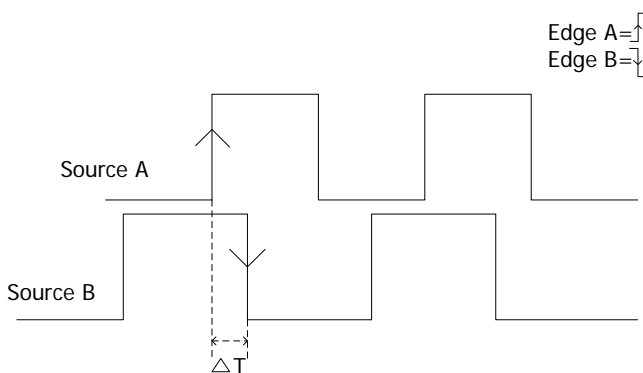 Edge A=
Edge B=
Source A
Source B
△T